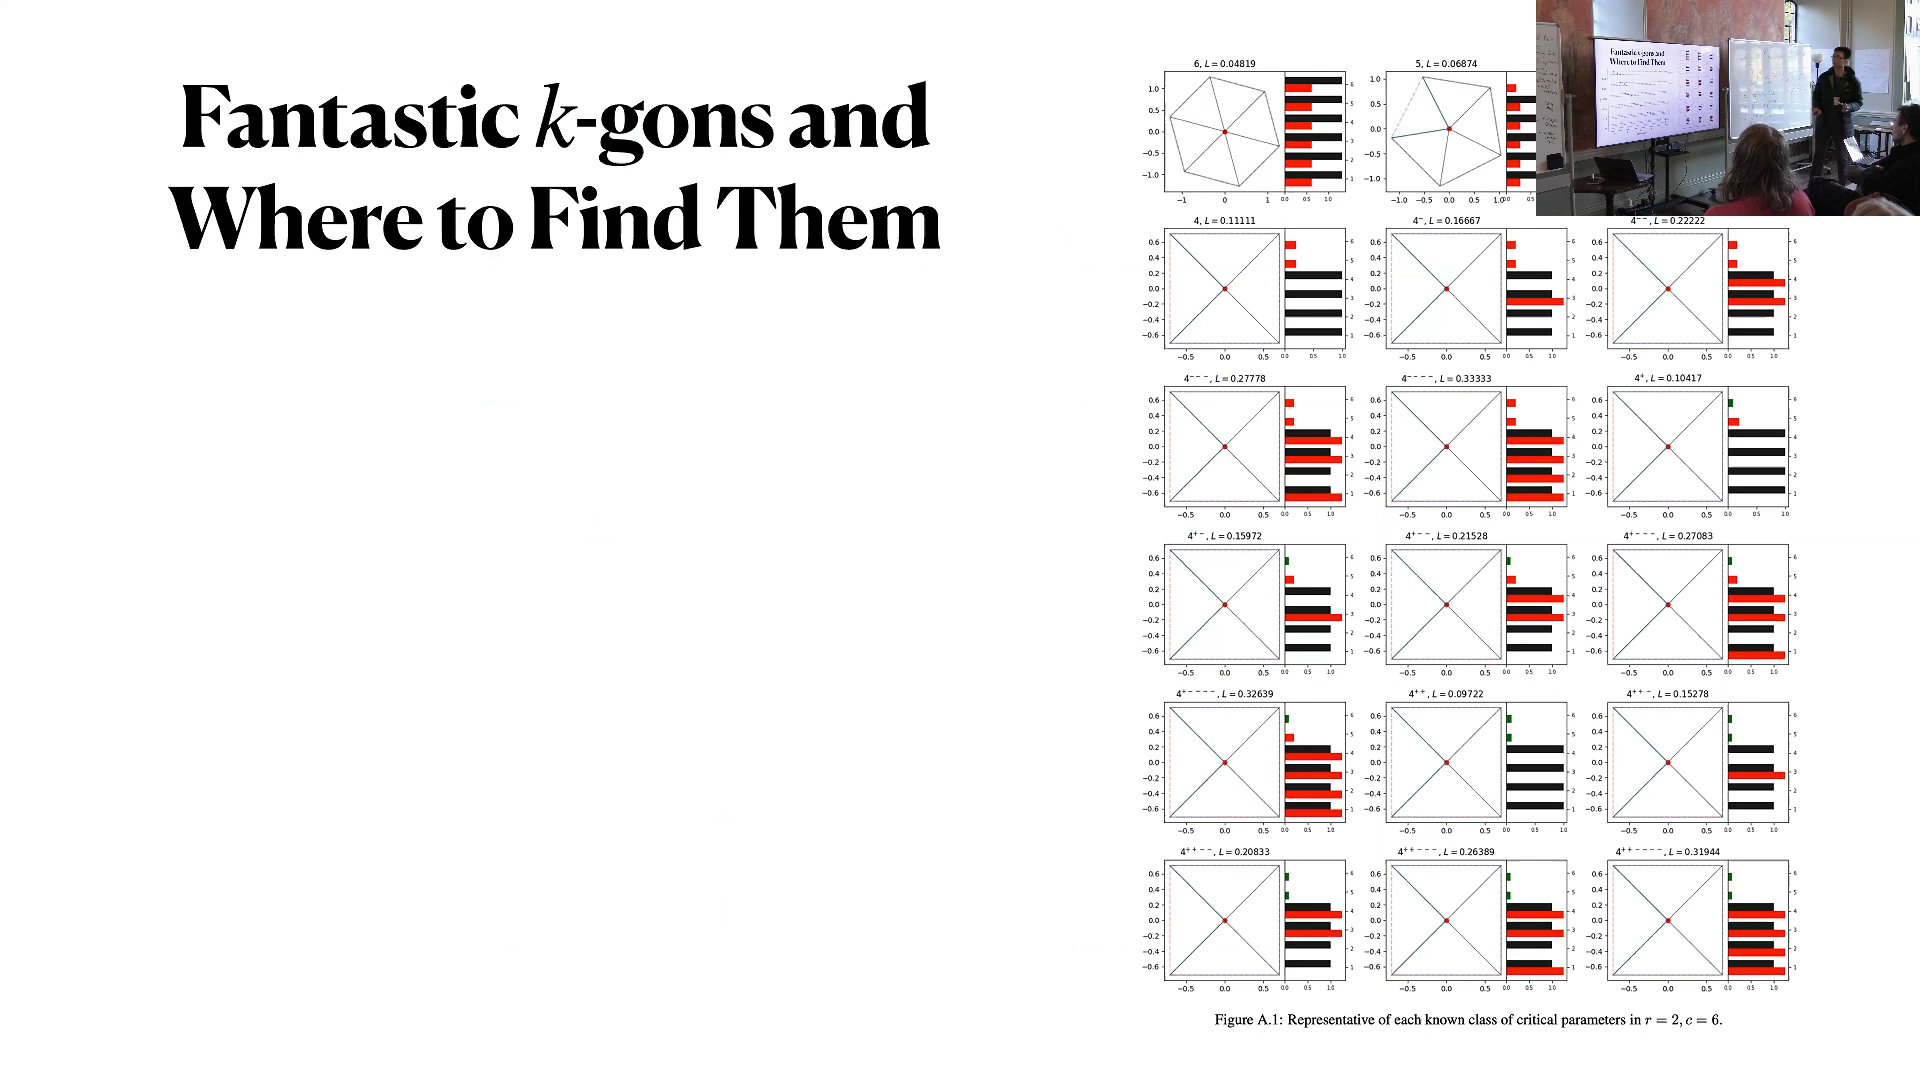 Fantastic k-gons and
Where to Find Them
6, L = 0.04819
5, L = 0.06874
4, L = 0.11111
4⁻, L = 0.16667
4⁻⁻, L = 0.22222
4⁻⁻⁻, L = 0.27778
4⁻⁻⁻⁻, L = 0.33333
4⁺, L = 0.10417
4⁺⁻, L = 0.15972
4⁺⁻⁻, L = 0.21528
4⁺⁻⁻⁻, L = 0.27083
4⁺⁻⁻⁻⁻, L = 0.32639
4⁺⁺, L = 0.09722
4⁺⁺⁻, L = 0.15278
4⁺⁺⁻⁻, L = 0.20833
4⁺⁺⁻⁻⁻, L = 0.26389
4⁺⁺⁻⁻⁻⁻, L = 0.31944
Figure A.1: Representative of each known class of critical parameters in r = 2, c = 6.